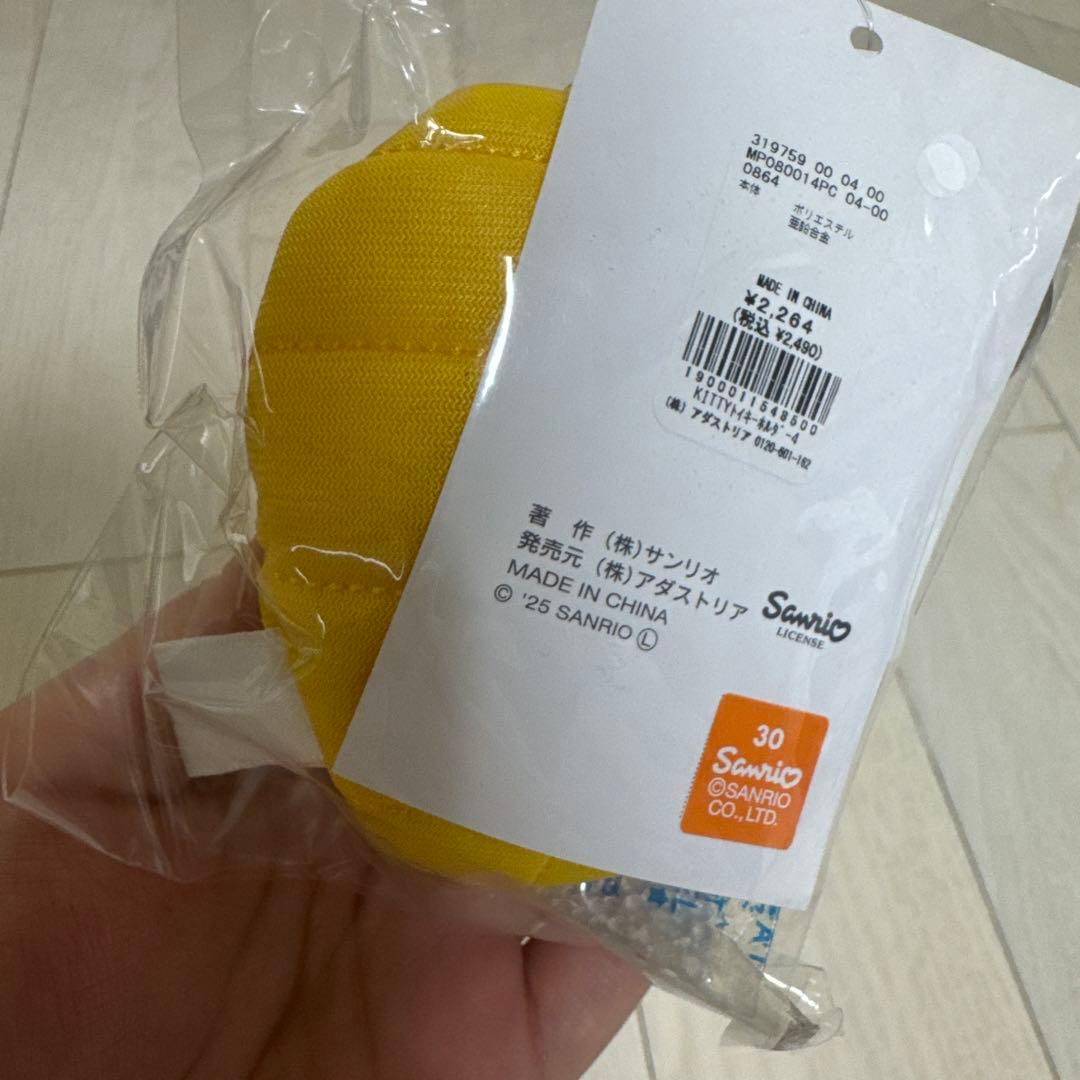 319759 00 04 00
MP080014PC 04-00
0864
本体
ポリエステル
亜鉛合金
MADE IN CHINA
¥2,264
(税込 ¥2,490)
1900011548500
KITTYﾄｲｷｰﾎﾙﾀﾞｰ4
(株) アダストリア 0120-601-162
著 作 (株)サンリオ
発売元 (株)アダストリア
MADE IN CHINA
© '25 SANRIO Ⓛ
Sanrio
LICENSE
30
Sanrio
©SANRIO
CO.,LTD.